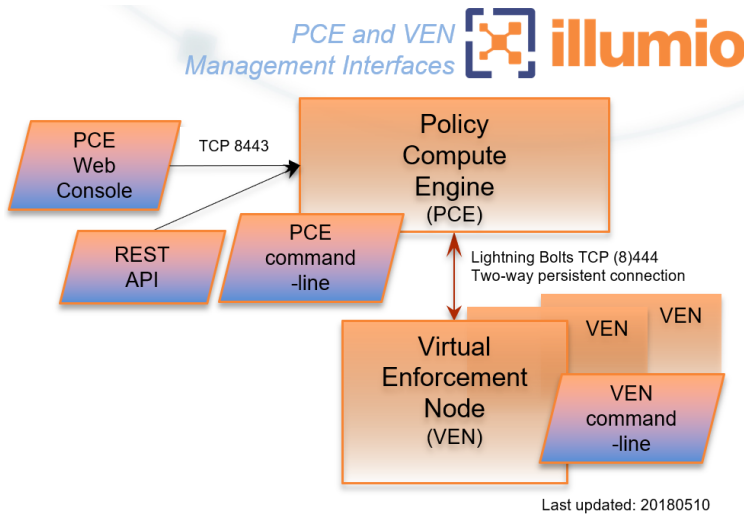 PCE and VEN
Management Interfaces
illumio
PCE
Web
Console
TCP 8443
Policy
Compute
Engine
(PCE)
REST
API
PCE
command
-line
Lightning Bolts TCP (8)444
Two-way persistent connection
Virtual
Enforcement
Node
(VEN)
VEN
VEN
VEN
command
-line
Last updated: 20180510